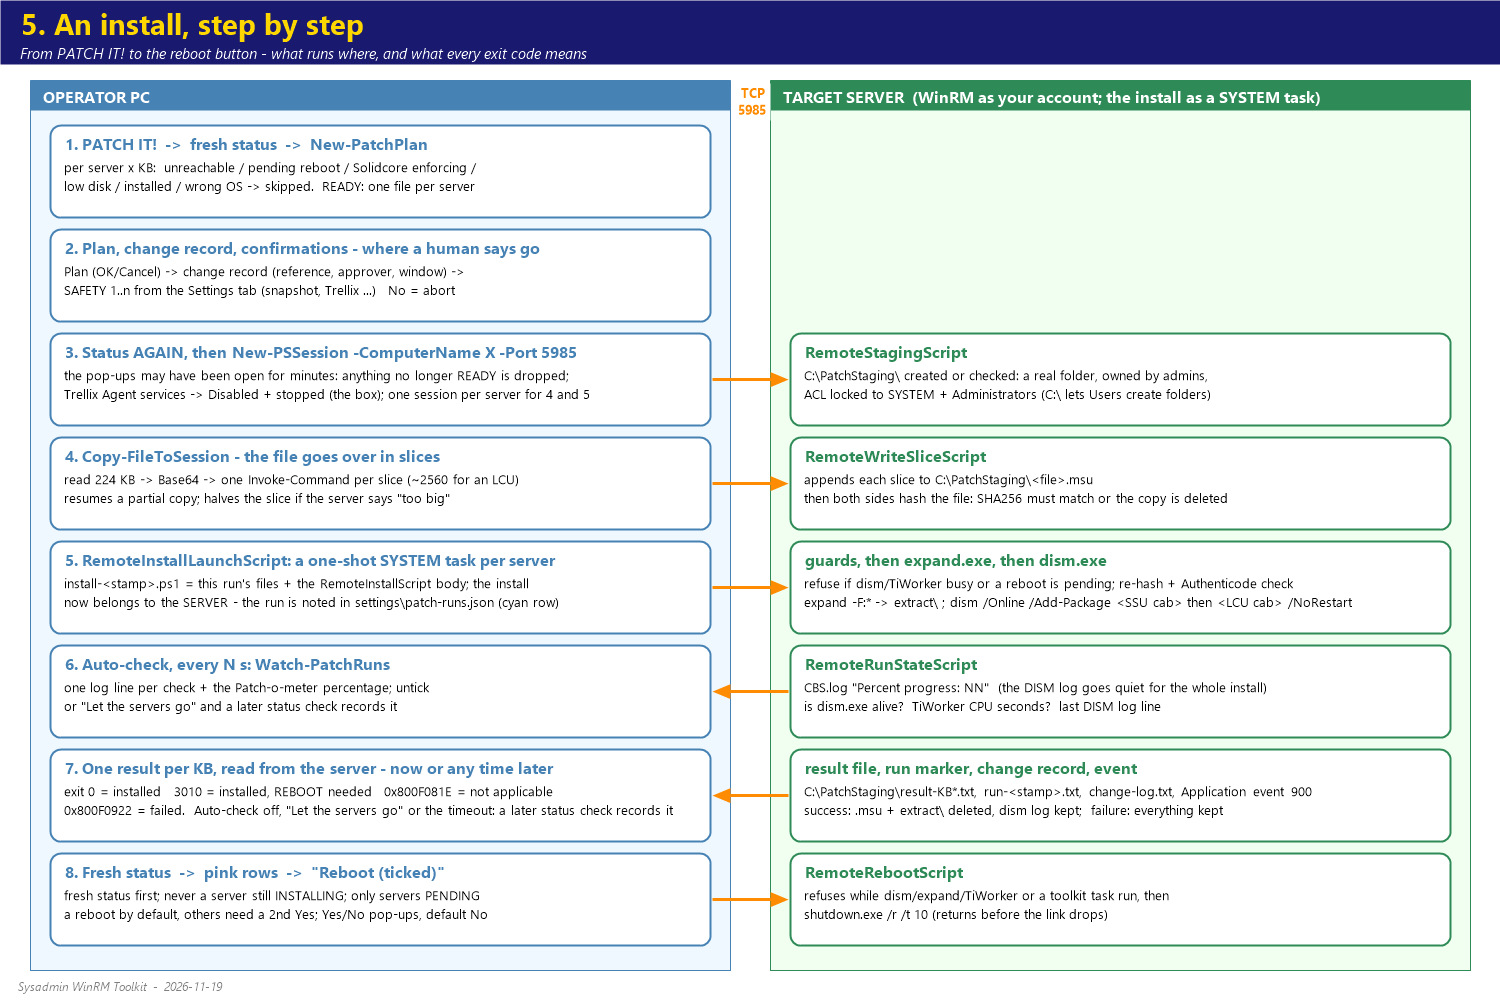 5. An install, step by step
From PATCH IT! to the reboot button - what runs where, and what every exit code means
OPERATOR PC
TCP
5985
TARGET SERVER  (WinRM as your account; the install as a SYSTEM task)
1. PATCH IT!  ->  fresh status  ->  New-PatchPlan
per server x KB:  unreachable / pending reboot / Solidcore enforcing /
low disk / installed / wrong OS -> skipped.  READY: one file per server
2. Plan, change record, confirmations - where a human says go
Plan (OK/Cancel) -> change record (reference, approver, window) ->
SAFETY 1..n from the Settings tab (snapshot, Trellix ...)   No = abort
3. Status AGAIN, then New-PSSession -ComputerName X -Port 5985
the pop-ups may have been open for minutes: anything no longer READY is dropped;
Trellix Agent services -> Disabled + stopped (the box); one session per server for 4 and 5
RemoteStagingScript
C:\PatchStaging\ created or checked: a real folder, owned by admins,
ACL locked to SYSTEM + Administrators (C:\ lets Users create folders)
4. Copy-FileToSession - the file goes over in slices
read 224 KB -> Base64 -> one Invoke-Command per slice (~2560 for an LCU)
resumes a partial copy; halves the slice if the server says "too big"
RemoteWriteSliceScript
appends each slice to C:\PatchStaging\<file>.msu
then both sides hash the file: SHA256 must match or the copy is deleted
5. RemoteInstallLaunchScript: a one-shot SYSTEM task per server
install-<stamp>.ps1 = this run's files + the RemoteInstallScript body; the install
now belongs to the SERVER - the run is noted in settings\patch-runs.json (cyan row)
guards, then expand.exe, then dism.exe
refuse if dism/TiWorker busy or a reboot is pending; re-hash + Authenticode check
expand -F:* -> extract\ ; dism /Online /Add-Package <SSU cab> then <LCU cab> /NoRestart
6. Auto-check, every N s: Watch-PatchRuns
one log line per check + the Patch-o-meter percentage; untick
or "Let the servers go" and a later status check records it
RemoteRunStateScript
CBS.log "Percent progress: NN"  (the DISM log goes quiet for the whole install)
is dism.exe alive?  TiWorker CPU seconds?  last DISM log line
7. One result per KB, read from the server - now or any time later
exit 0 = installed   3010 = installed, REBOOT needed   0x800F081E = not applicable
0x800F0922 = failed.  Auto-check off, "Let the servers go" or the timeout: a later status check records it
result file, run marker, change record, event
C:\PatchStaging\result-KB*.txt,  run-<stamp>.txt,  change-log.txt,  Application  event  900
success: .msu + extract\ deleted, dism log kept;  failure: everything kept
8. Fresh status  ->  pink rows  ->  "Reboot (ticked)"
fresh status first; never a server still INSTALLING; only servers PENDING
a reboot by default, others need a 2nd Yes; Yes/No pop-ups, default No
RemoteRebootScript
refuses while dism/expand/TiWorker or a toolkit task run, then
shutdown.exe /r /t 10 (returns before the link drops)
Sysadmin WinRM Toolkit  -  2026-11-19